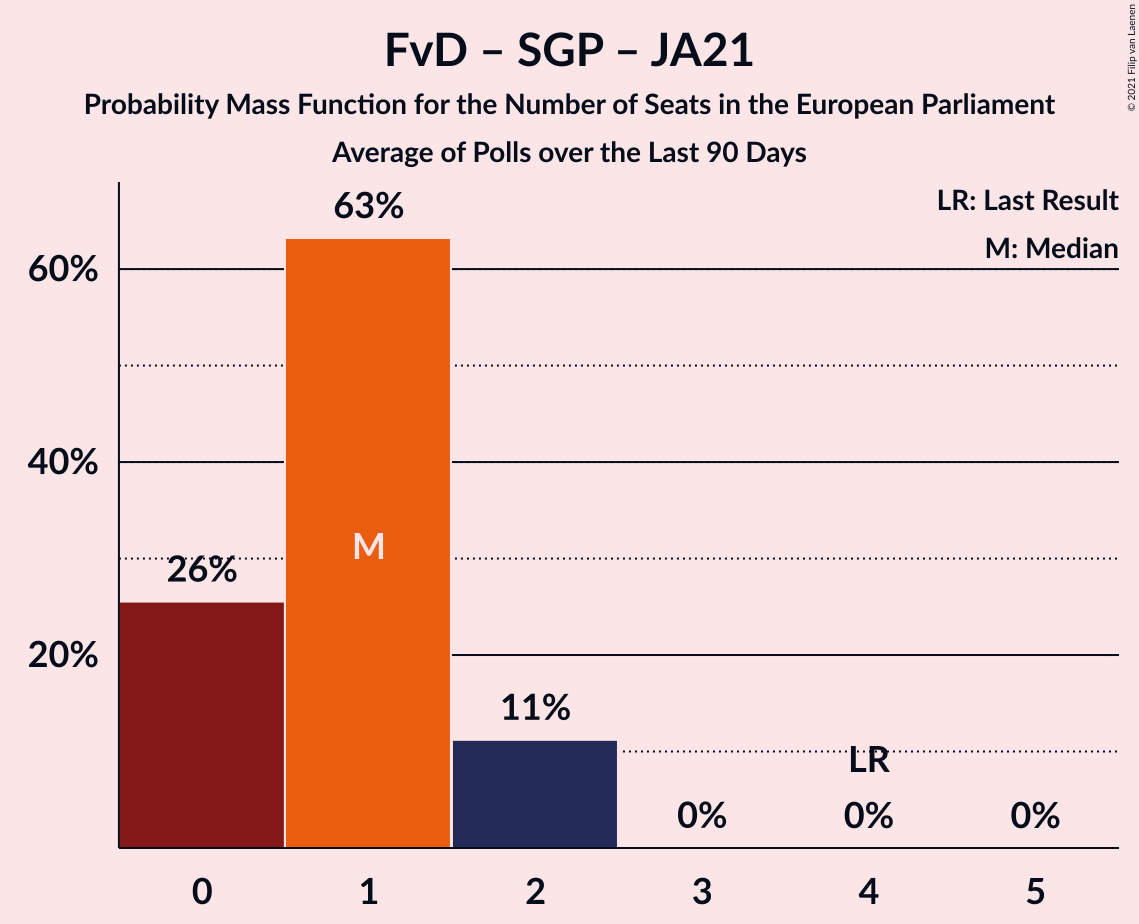 FvD – SGP – JA21
Probability Mass Function for the Number of Seats in the European Parliament
Average of Polls over the Last 90 Days
© 2021 Filip van Laenen
LR: Last Result
M: Median
63%
60%
40%
M
26%
20%
11%
LR
0% 0% 0%
0 1 2 3 4 5